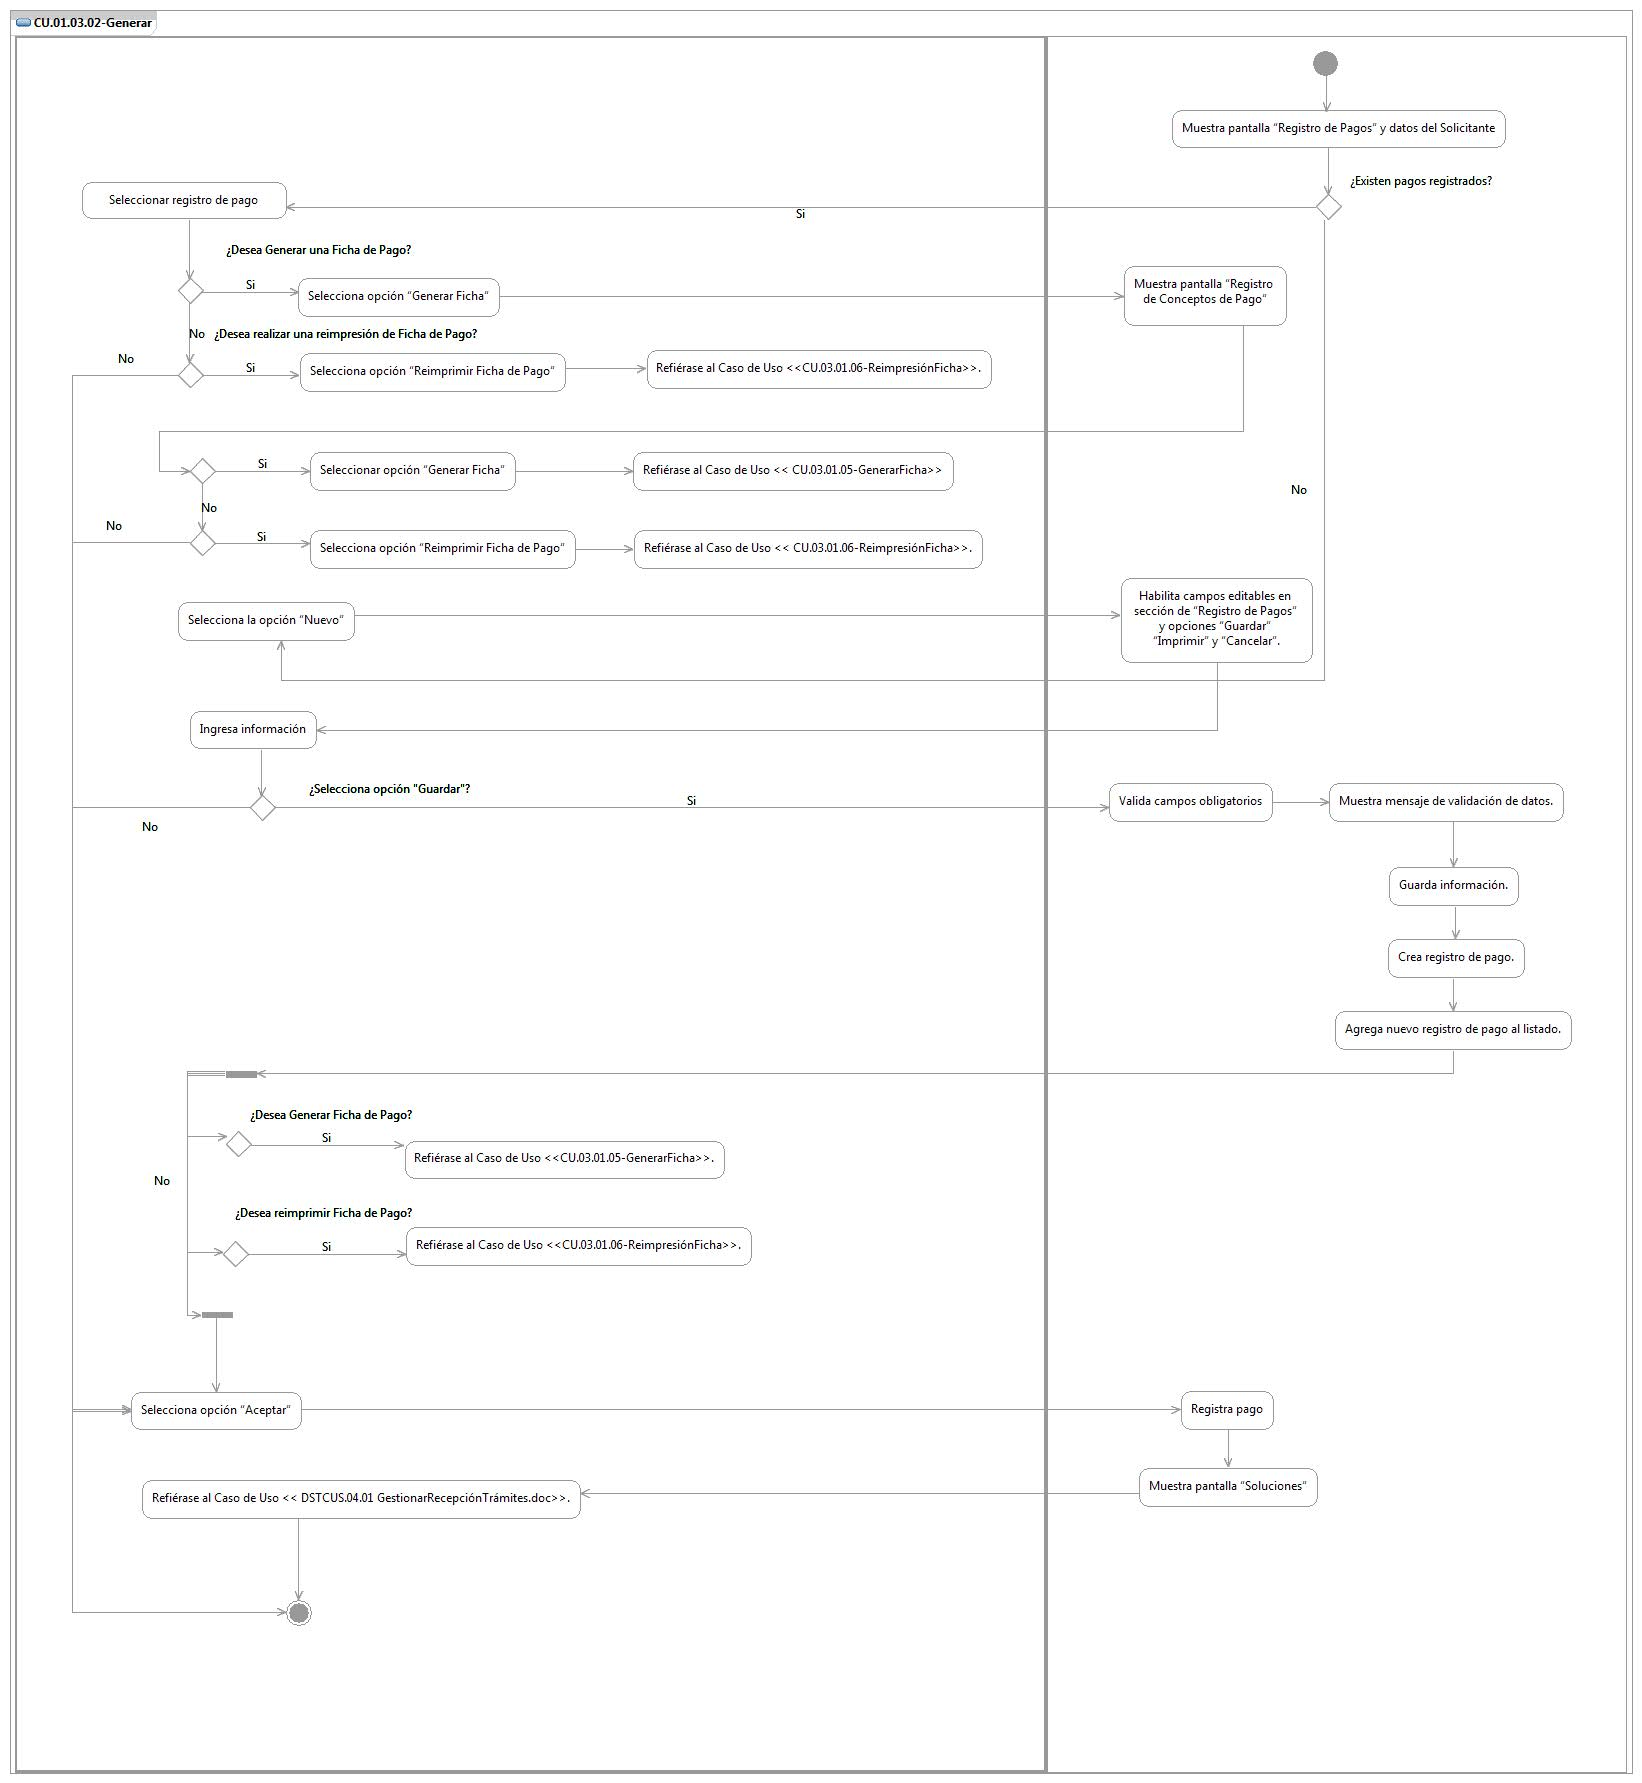 CU.01.03.02-Generar
Muestra pantalla “Registro de Pagos” y datos del Solicitante
¿Existen pagos registrados?
Seleccionar registro de pago
Si
¿Desea Generar una Ficha de Pago?
Si
Selecciona opción “Generar Ficha”
Muestra pantalla “Registro
de Conceptos de Pago”
No
¿Desea realizar una reimpresión de Ficha de Pago?
No
Si
Selecciona opción “Reimprimir Ficha de Pago”
Refiérase al Caso de Uso <<CU.03.01.06-ReimpresiónFicha>>.
Si
Seleccionar opción “Generar Ficha”
Refiérase al Caso de Uso << CU.03.01.05-GenerarFicha>>
No
No
No
Si
Selecciona opción “Reimprimir Ficha de Pago”
Refiérase al Caso de Uso << CU.03.01.06-ReimpresiónFicha>>.
Selecciona la opción “Nuevo”
Habilita campos editables en
sección de “Registro de Pagos”
y opciones “Guardar”
“Imprimir” y “Cancelar”.
Ingresa información
¿Selecciona opción "Guardar"?
Si
No
Valida campos obligatorios
Muestra mensaje de validación de datos.
Guarda información.
Crea registro de pago.
Agrega nuevo registro de pago al listado.
¿Desea Generar Ficha de Pago?
Si
Refiérase al Caso de Uso <<CU.03.01.05-GenerarFicha>>.
No
¿Desea reimprimir Ficha de Pago?
Si
Refiérase al Caso de Uso <<CU.03.01.06-ReimpresiónFicha>>.
Selecciona opción “Aceptar”
Registra pago
Muestra pantalla “Soluciones”
Refiérase al Caso de Uso << DSTCUS.04.01 GestionarRecepciónTrámites.doc>>.